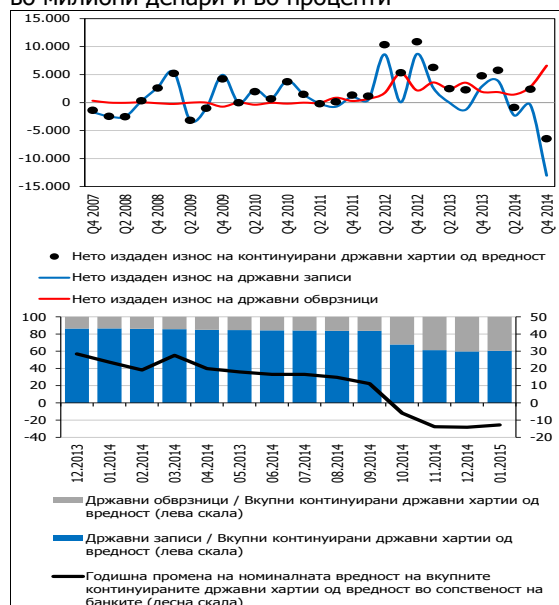 во милиони денари и во проценти
15.000
10.000
5.000
0
-5.000
-10.000
-15.000
Q4 2007
Q2 2008
Q4 2008
Q2 2009
Q4 2009
Q2 2010
Q4 2010
Q2 2011
Q4 2011
Q2 2012
Q4 2012
Q2 2013
Q4 2013
Q2 2014
Q4 2014
Нето издаден износ на континуирани државни хартии од вредност
Нето издаден износ на државни записи
Нето издаден износ на државни обврзници
100
80
60
40
20
0
-20
-40
50
40
30
20
10
0
-10
-20
12.2013
01.2014
02.2014
03.2014
04.2014
05.2013
06.2014
07.2014
08.2014
09.2014
10.2014
11.2014
12.2014
01.2015
Државни обврзници / Вкупни континуирани државни хартии од
вредност (лева скала)
Државни записи / Вкупни континуирани државни хартии од
вредност (лева скала)
Годишна промена на номиналната вредност на вкупните
континуираните државни хартии од вредност во сопственост на
банките (десна скала)